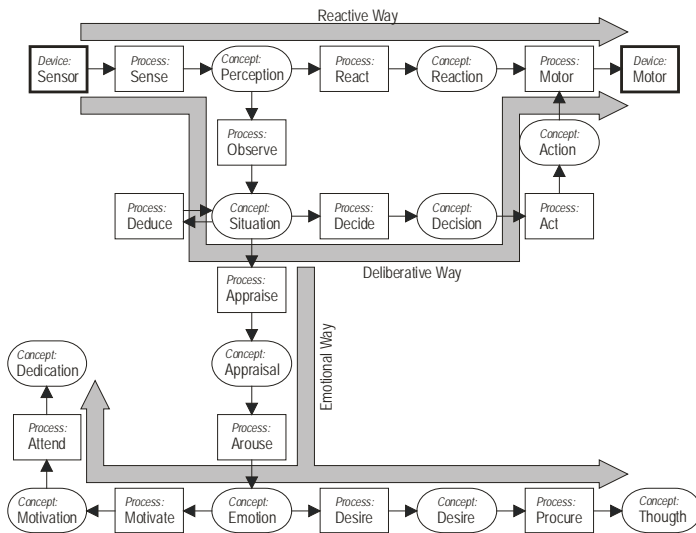 Reactive Way
Device:
Sensor
Process:
Sense
Concept:
Perception
Process:
React
Concept:
Reaction
Process:
Motor
Device:
Motor
Process:
Observe
Concept:
Action
Process:
Deduce
Concept:
Situation
Process:
Decide
Concept:
Decision
Process:
Act
Deliberative Way
Process:
Appraise
Emotional Way
Concept:
Dedication
Concept:
Appraisal
Process:
Attend
Process:
Arouse
Concept:
Motivation
Process:
Motivate
Concept:
Emotion
Process:
Desire
Concept:
Desire
Process:
Procure
Concept:
Thougth